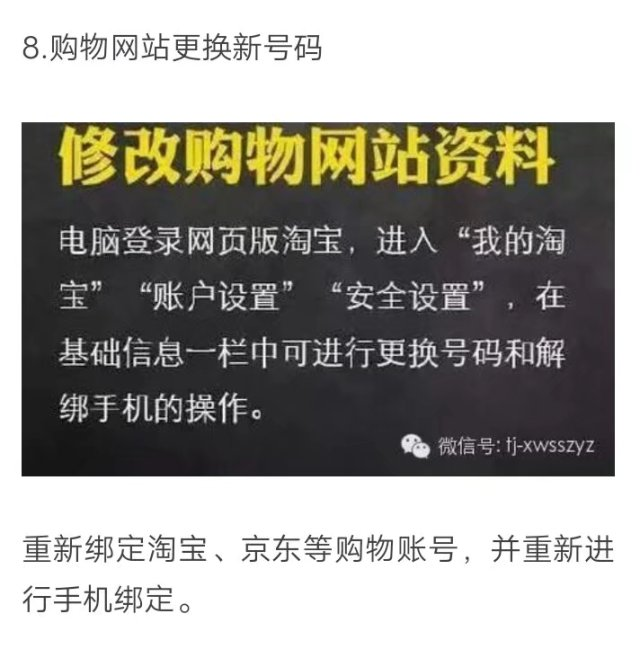 8.购物网站更换新号码
修改购物网站资料
电脑登录网页版淘宝，进入“我的淘
宝”“账户设置”“安全设置”，在
基础信息一栏中可进行更换号码和解
绑手机的操作。
微信号: tj-xwsszyz
重新绑定淘宝、京东等购物账号，并重新进
行手机绑定。